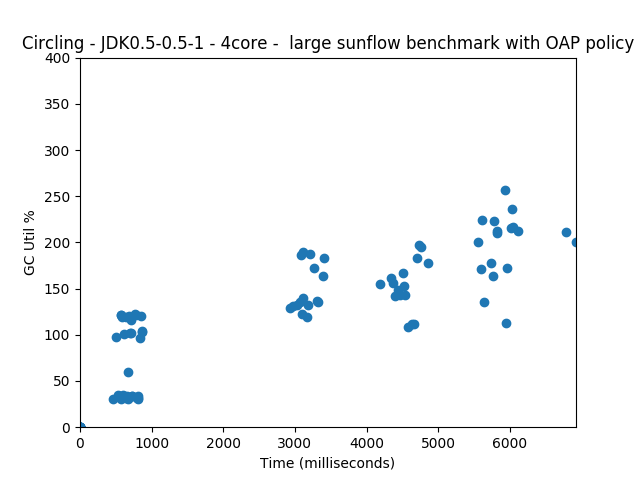 Circling - JDK0.5-0.5-1 - 4core -  large sunflow benchmark with OAP policy
400
350
300
250
200
150
100
50
0
GC Util %
0 1000 2000 3000 4000 5000 6000
Time (milliseconds)